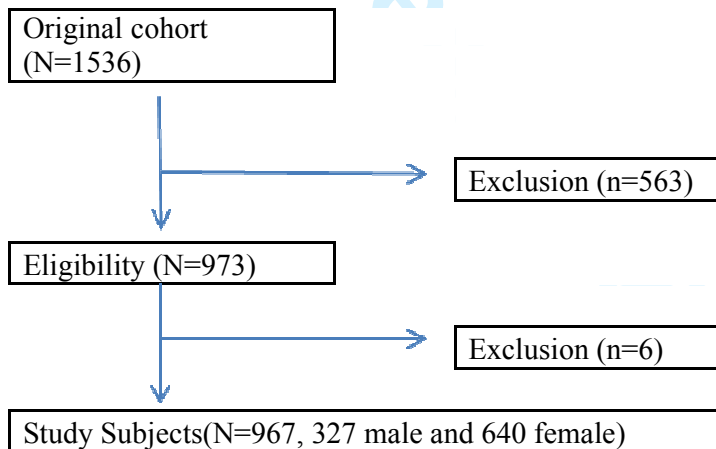 Original cohort
(N=1536)
Exclusion (n=563)
Eligibility (N=973)
Exclusion (n=6)
Study Subjects(N=967, 327 male and 640 female)